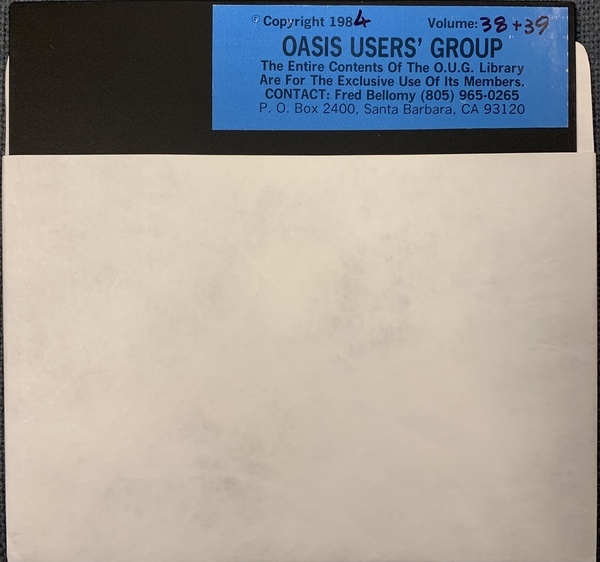 © Copyright 1984 Volume: 38+39
OASIS USERS' GROUP
The Entire Contents Of The O.U.G. Library
Are For The Exclusive Use Of Its Members.
CONTACT: Fred Bellomy (805) 965-0265
P. O. Box 2400, Santa Barbara, CA 93120